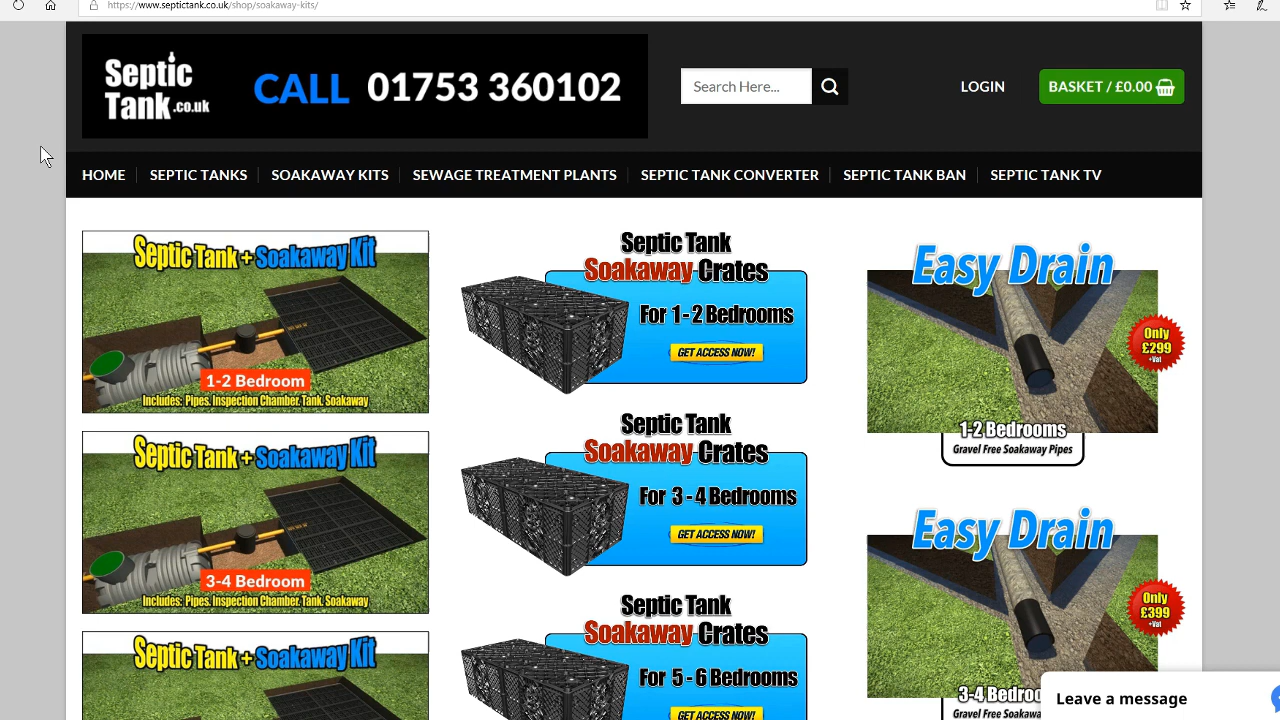 https://www.septictank.co.uk/shop/soakaway-kits/
Septic
Tank.co.uk
CALL 01753 360102
Search Here...
LOGIN
BASKET / £0.00
HOME
SEPTIC TANKS
SOAKAWAY KITS
SEWAGE TREATMENT PLANTS
SEPTIC TANK CONVERTER
SEPTIC TANK BAN
SEPTIC TANK TV
Septic Tank + Soakaway Kit
1-2 Bedroom
Includes: Pipes. Inspection Chamber. Tank. Soakaway
Septic Tank
Soakaway Crates
For 1-2 Bedrooms
GET ACCESS NOW!
Easy Drain
Only
£299
+Vat
1-2 Bedrooms
Gravel Free Soakaway Pipes
Septic Tank + Soakaway Kit
3-4 Bedroom
Includes: Pipes. Inspection Chamber. Tank. Soakaway
Septic Tank
Soakaway Crates
For 3-4 Bedrooms
GET ACCESS NOW!
Easy Drain
Only
£399
+Vat
3-4 Bedroo
Gravel Free Soakawa
Septic Tank + Soakaway Kit
Septic Tank
Soakaway Crates
For 5-6 Bedrooms
GET ACCESS NOW!
Leave a message